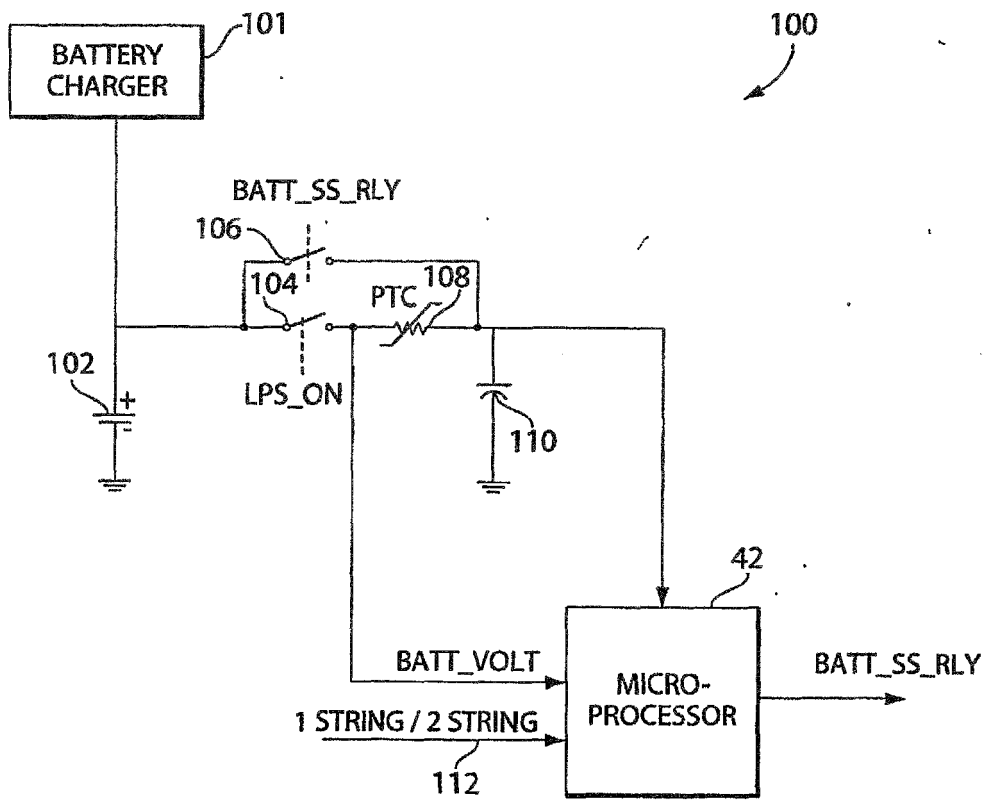 101
100
BATTERY
CHARGER
BATT_SS_RLY
106
104
PTC
108
102
+
-
LPS_ON
110
42
BATT_VOLT
MICRO-
PROCESSOR
BATT_SS_RLY
1 STRING / 2 STRING
112